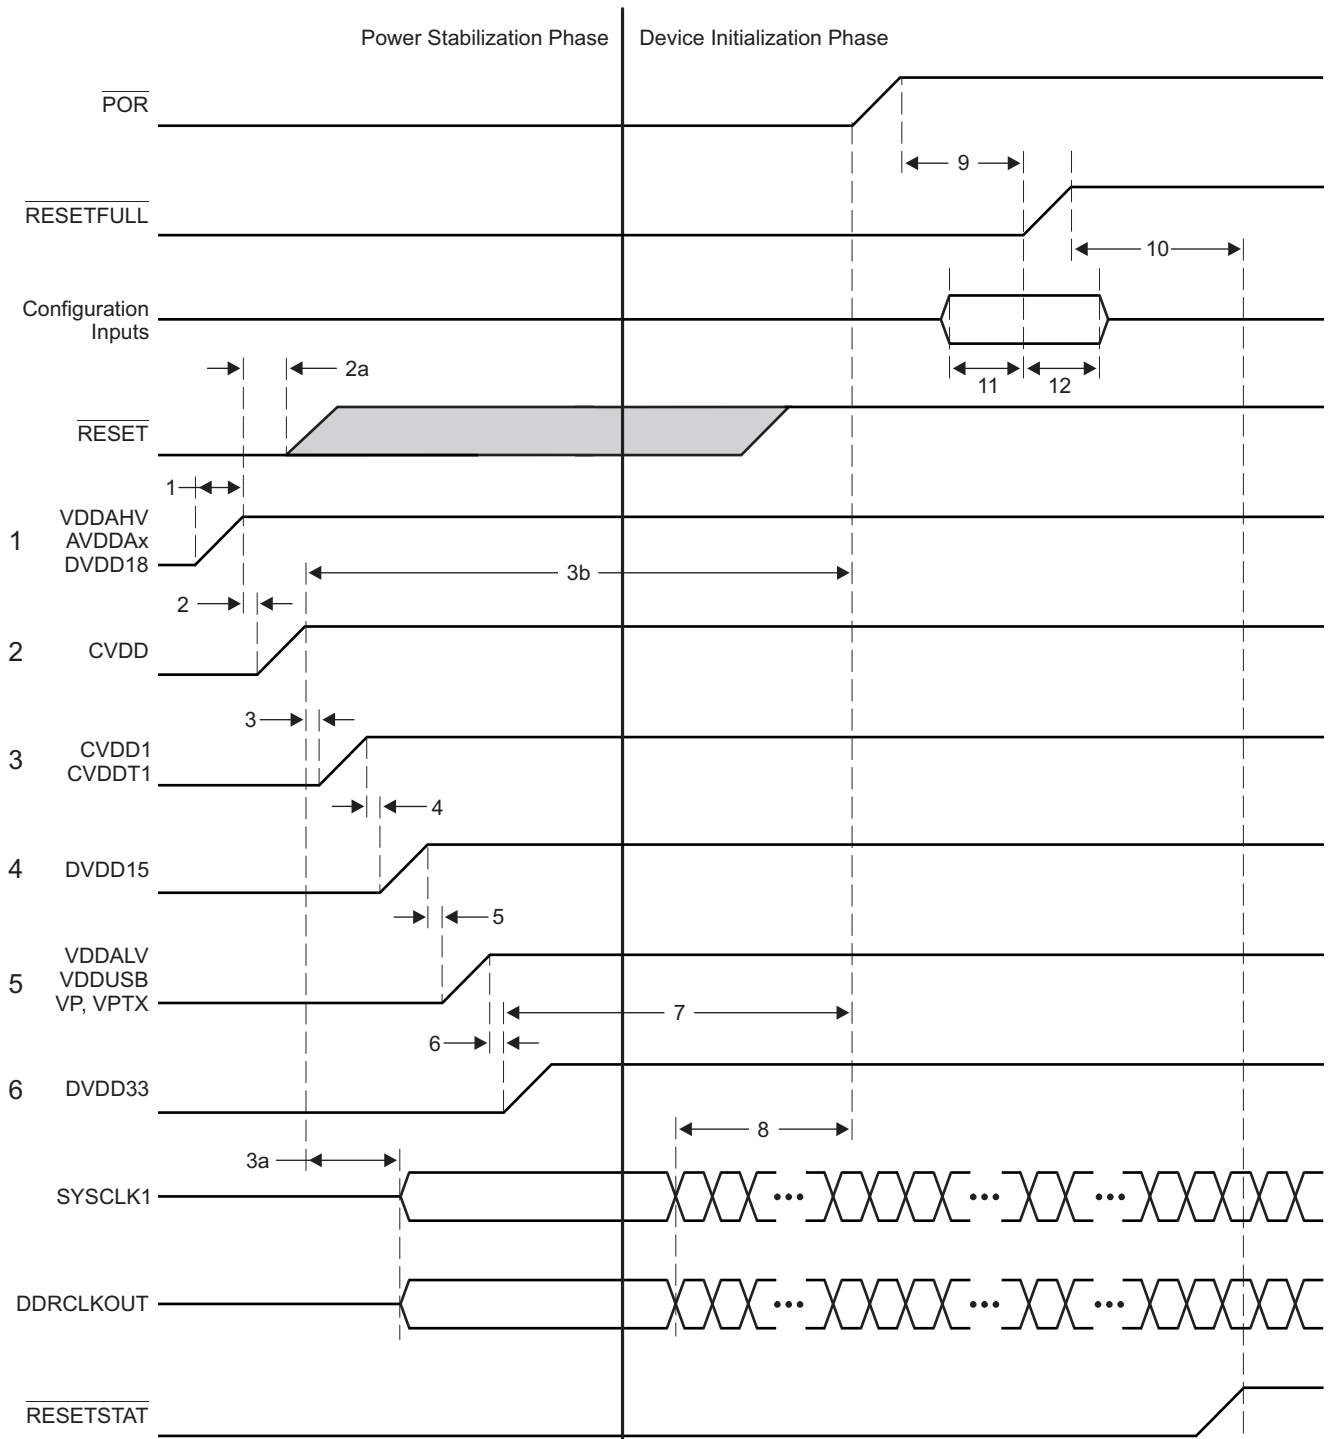 Power Stabilization Phase
Device Initialization Phase
POR
9
RESETFULL
10
Configuration
Inputs
11
12
2a
RESET
1
1
VDDAHV
AVDDAx
DVDD18
3b
2
2
CVDD
3
3
CVDD1
CVDDT1
4
4
DVDD15
5
5
VDDALV
VDDUSB
VP, VPTX
7
6
6
DVDD33
8
3a
SYSCLK1
•••
•••
•••
DDRCLKOUT
•••
•••
•••
RESETSTAT